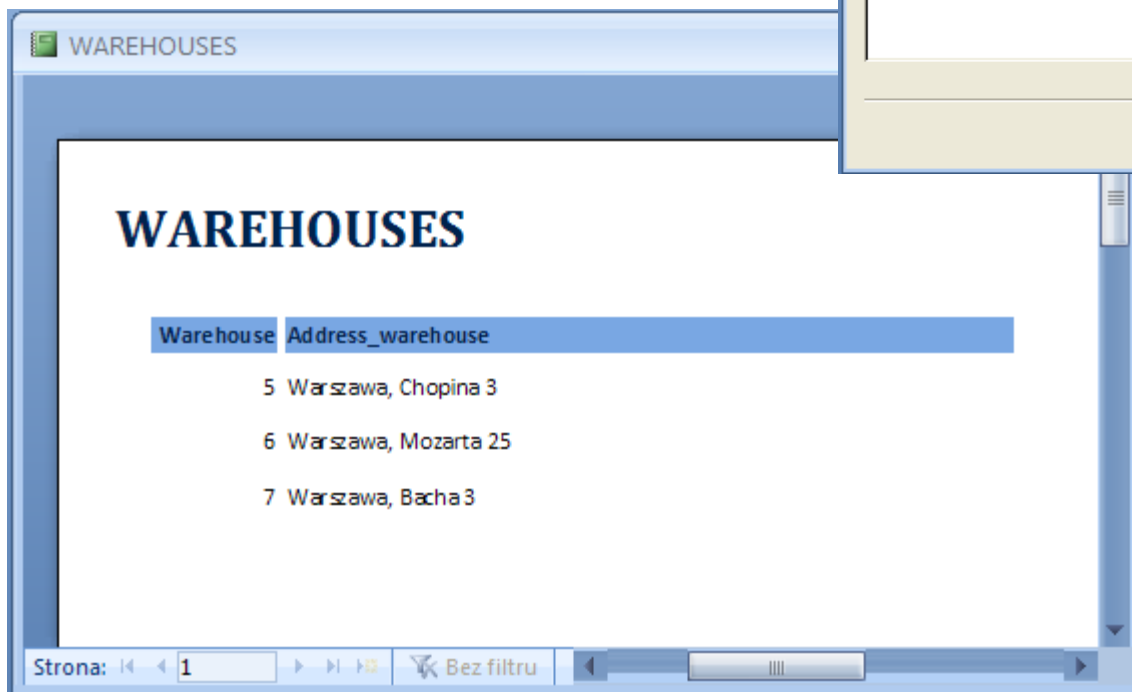 WAREHOUSES
WAREHOUSES
Warehouse Address_warehouse
5 Warszawa, Chopina 3
6 Warszawa, Mozarta 25
7 Warszawa, Bacha 3
Strona: 1 Bez filtru